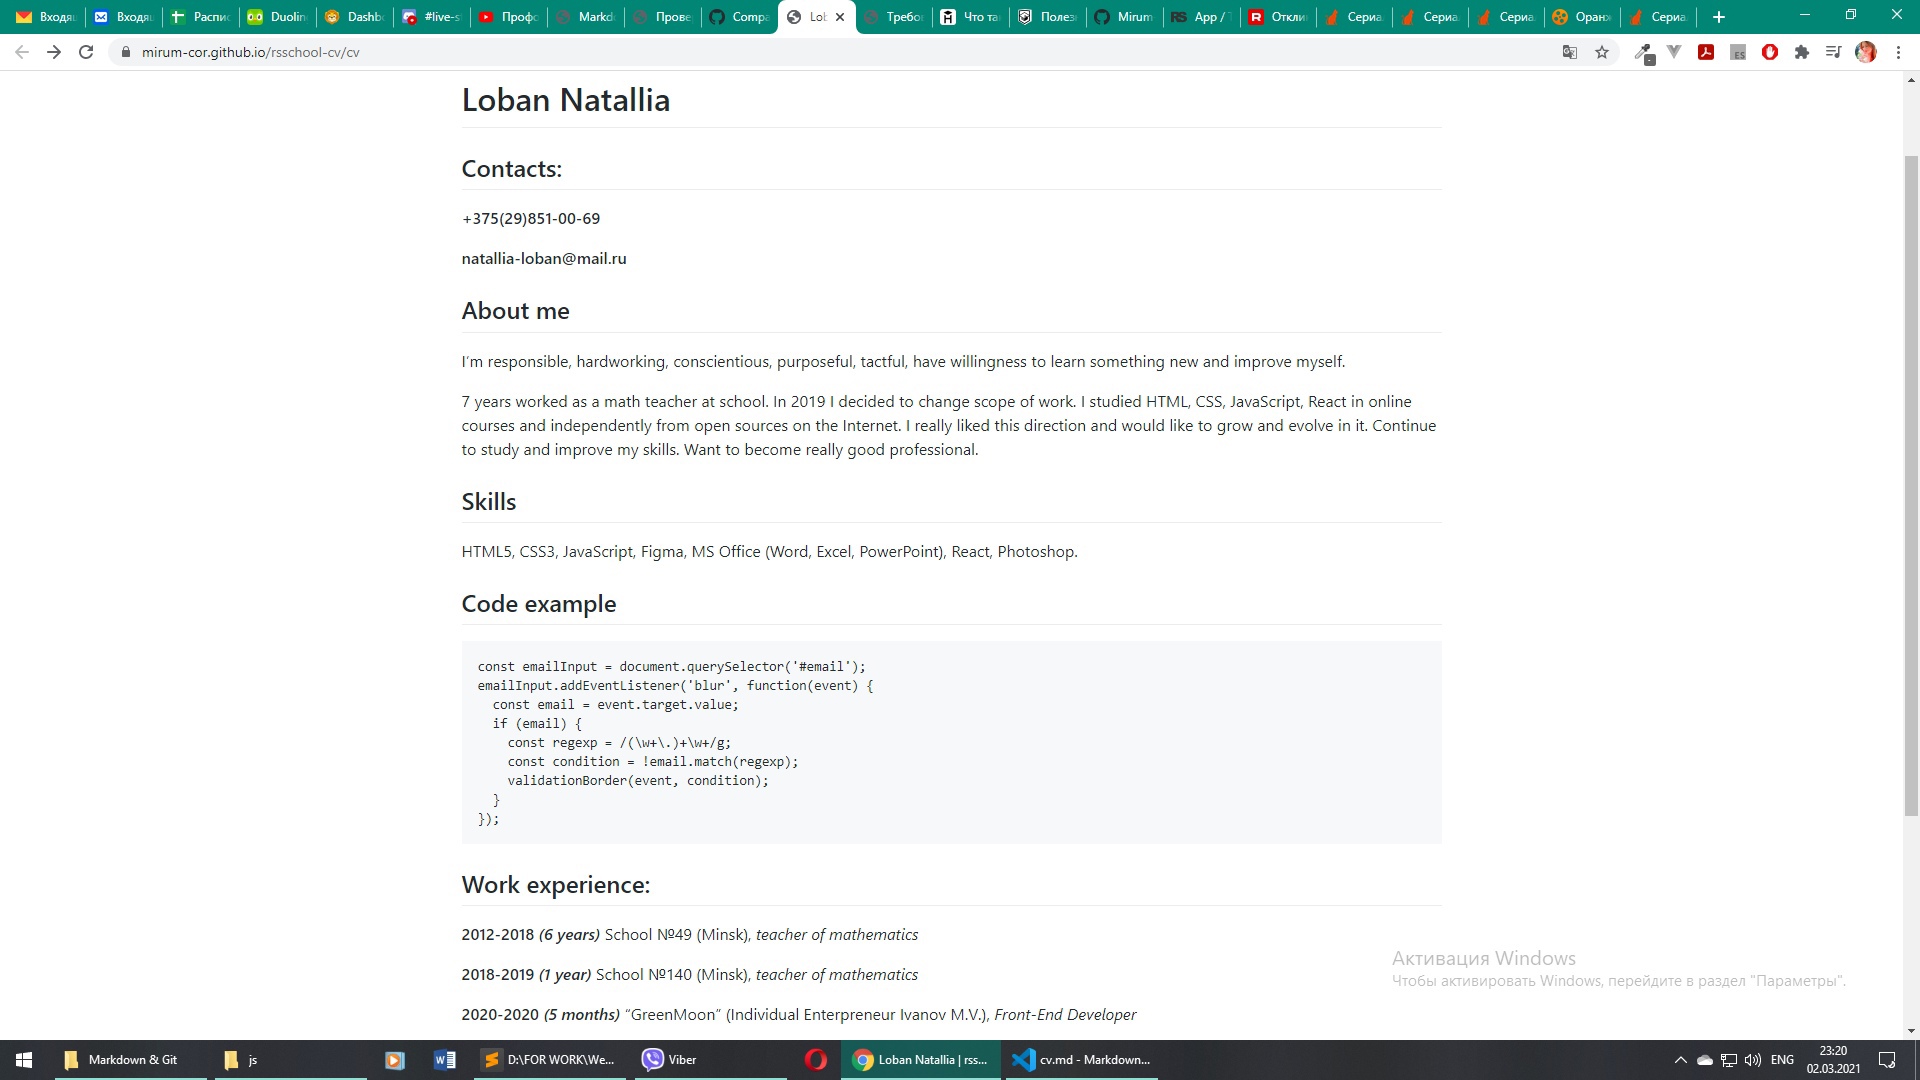 Входящ
Входящ
Распис
Duolin
Dashb
#live-s
Профо
Markd
Прове
Compa
Lob
Требо
Что та
Полез
Mirum
App / T
Откли
Сериа
Сериа
Сериа
Оранж
Сериа
mirum-cor.github.io/rsschool-cv/cv
Loban Natallia
Contacts:
+375(29)851-00-69
natallia-loban@mail.ru
About me
I’m responsible, hardworking, conscientious, purposeful, tactful, have willingness to learn something new and improve myself.
7 years worked as a math teacher at school. In 2019 I decided to change scope of work. I studied HTML, CSS, JavaScript, React in online
courses and independently from open sources on the Internet. I really liked this direction and would like to grow and evolve in it. Continue
to study and improve my skills. Want to become really good professional.
Skills
HTML5, CSS3, JavaScript, Figma, MS Office (Word, Excel, PowerPoint), React, Photoshop.
Code example
const emailInput = document.querySelector('#email');
emailInput.addEventListener('blur', function(event) {
  const email = event.target.value;
  if (email) {
    const regexp = /(\w+\.)+\w+/g;
    const condition = !email.match(regexp);
    validationBorder(event, condition);
  }
});
Work experience:
2012-2018 (6 years) School №49 (Minsk), teacher of mathematics
2018-2019 (1 year) School №140 (Minsk), teacher of mathematics
2020-2020 (5 months) “GreenMoon” (Individual Enterpreneur Ivanov M.V.), Front-End Developer
Активация Windows
Чтобы активировать Windows, перейдите в раздел "Параметры".
Markdown & Git
js
D:\FOR WORK\We...
Viber
Loban Natallia | rss...
cv.md - Markdown...
ENG
23:20
02.03.2021